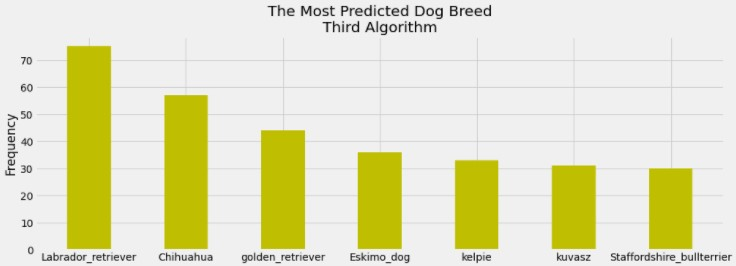 The Most Predicted Dog Breed
Third Algorithm
Frequency
70
60
50
40
30
20
10
0
Labrador_retriever Chihuahua golden_retriever Eskimo_dog kelpie kuvasz Staffordshire_bullterrier